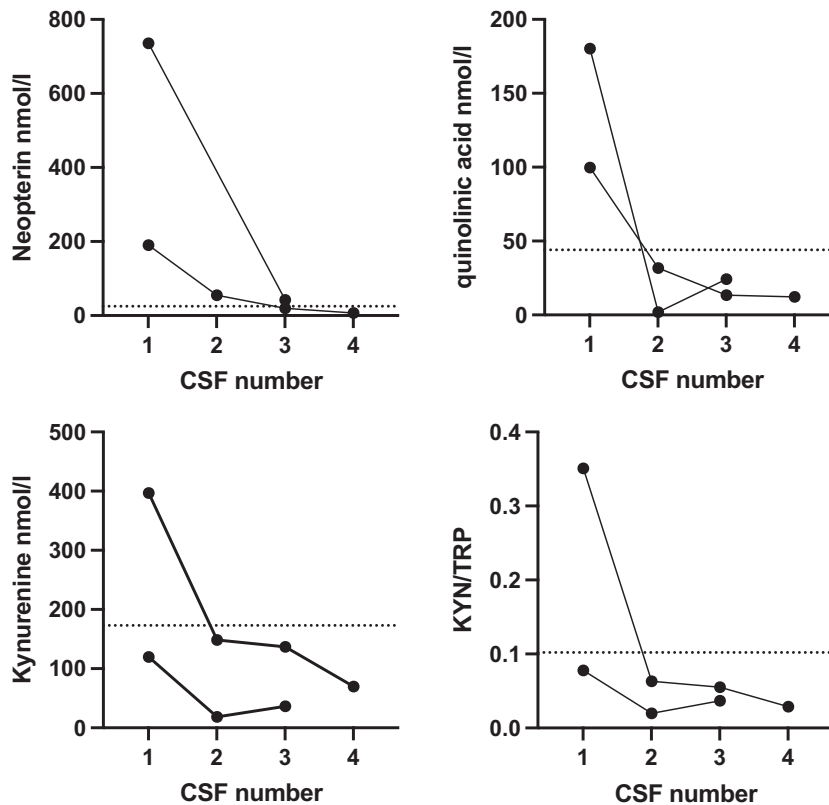 Neopterin nmol/l
800
600
400
200
0
1 2 3 4
CSF number
quinolinic acid nmol/l
200
150
100
50
0
1 2 3 4
CSF number
Kynurenine nmol/l
500
400
300
200
100
0
1 2 3 4
CSF number
KYN/TRP
0.4
0.3
0.2
0.1
0.0
1 2 3 4
CSF number